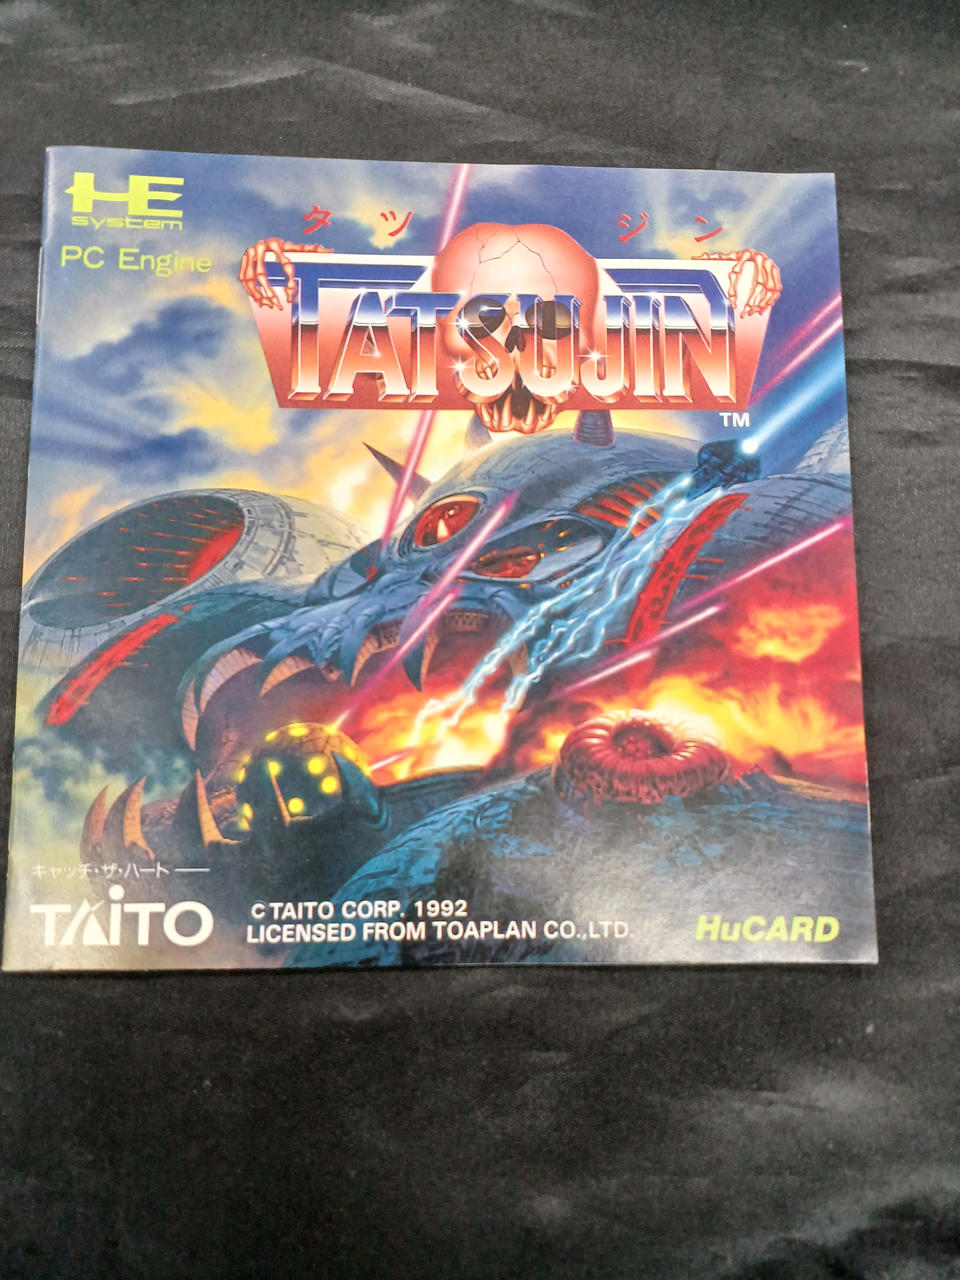 HE
system
PC Engine
タツジン
TATSUJIN
TM
キャッチ・ザ・ハート
TAITO
© TAITO CORP. 1992
LICENSED FROM TOAPLAN CO.,LTD.
HuCARD